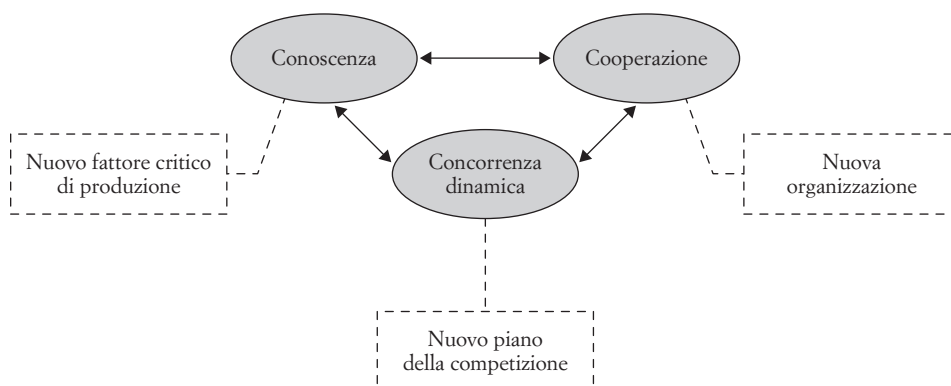 Conoscenza
Cooperazione
Nuovo fattore critico
di produzione
Concorrenza
dinamica
Nuova
organizzazione
Nuovo piano
della competizione